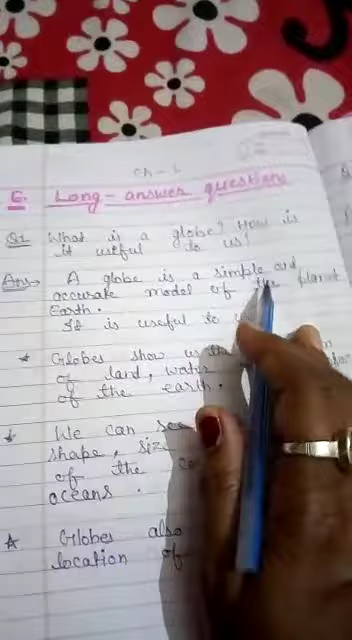 Ch - 1
E. Long - answer questions
Q1 What is a globe? How is
it useful to us?
Ans→ A globe is a simple and
accurate model of the planet
Earth.
It is useful to
* Globes show us the
of land, water
of the earth.
* We can see
shape, size
of the
oceans.
* Globes also
location of